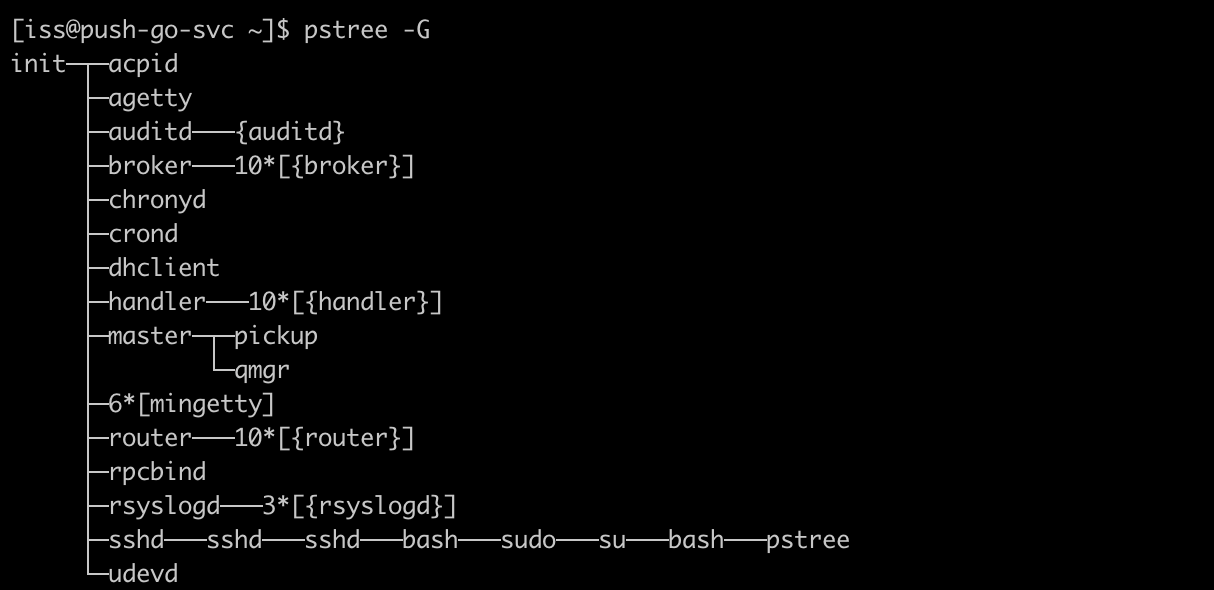 [iss@push-go-svc ~]$ pstree -G
init─┬─acpid
     ├─agetty
     ├─auditd───{auditd}
     ├─broker───10*[{broker}]
     ├─chronyd
     ├─crond
     ├─dhclient
     ├─handler───10*[{handler}]
     ├─master─┬─pickup
     │        └─qmgr
     ├─6*[mingetty]
     ├─router───10*[{router}]
     ├─rpcbind
     ├─rsyslogd───3*[{rsyslogd}]
     ├─sshd───sshd───sshd───bash───sudo───su───bash───pstree
     └─udevd